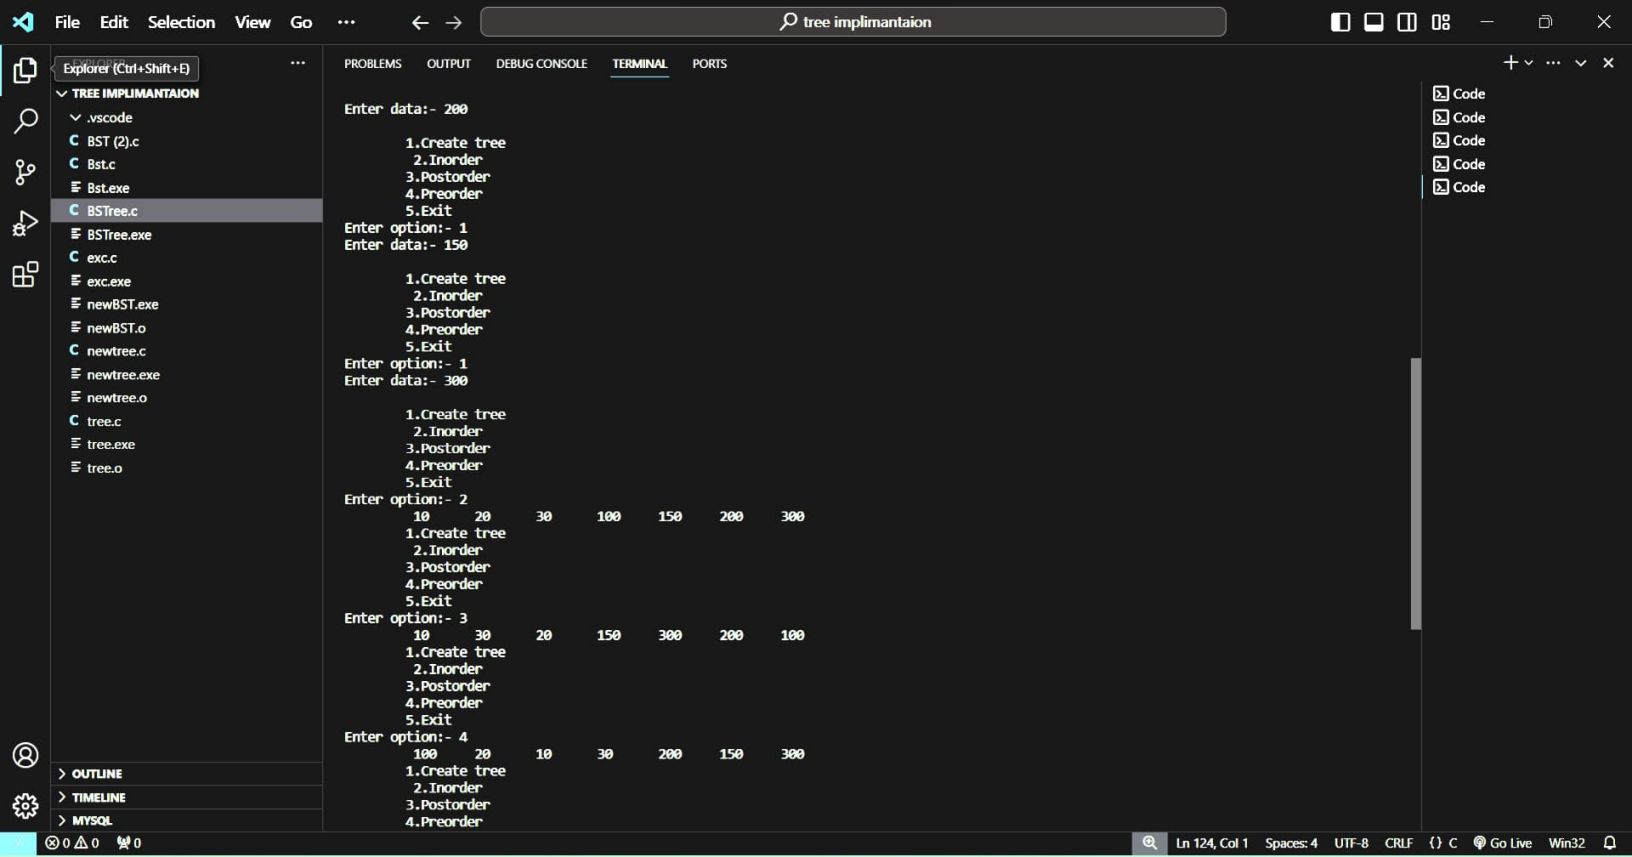 File Edit Selection View Go ... tree implimantaion
Explorer (Ctrl+Shift+E)
PROBLEMS OUTPUT DEBUG CONSOLE TERMINAL PORTS
TREE IMPLIMANTAION
.vscode
C BST (2).c
C Bst.c
Bst.exe
C BSTree.c
BSTree.exe
C exc.c
exc.exe
newBST.exe
newBST.o
C newtree.c
newtree.exe
newtree.o
C tree.c
tree.exe
tree.o
OUTLINE
TIMELINE
MYSQL
Enter data:- 200
1.Create tree
2.Inorder
3.Postorder
4.Preorder
5.Exit
Enter option:- 1
Enter data:- 150
1.Create tree
2.Inorder
3.Postorder
4.Preorder
5.Exit
Enter option:- 1
Enter data:- 300
1.Create tree
2.Inorder
3.Postorder
4.Preorder
5.Exit
Enter option:- 2
10 20 30 100 150 200 300
1.Create tree
2.Inorder
3.Postorder
4.Preorder
5.Exit
Enter option:- 3
10 30 20 150 300 200 100
1.Create tree
2.Inorder
3.Postorder
4.Preorder
5.Exit
Enter option:- 4
100 20 10 30 200 150 300
1.Create tree
2.Inorder
3.Postorder
4.Preorder
Code
Code
Code
Code
Code
0 0 0 Ln 124, Col 1 Spaces: 4 UTF-8 CRLF {} C Go Live Win32